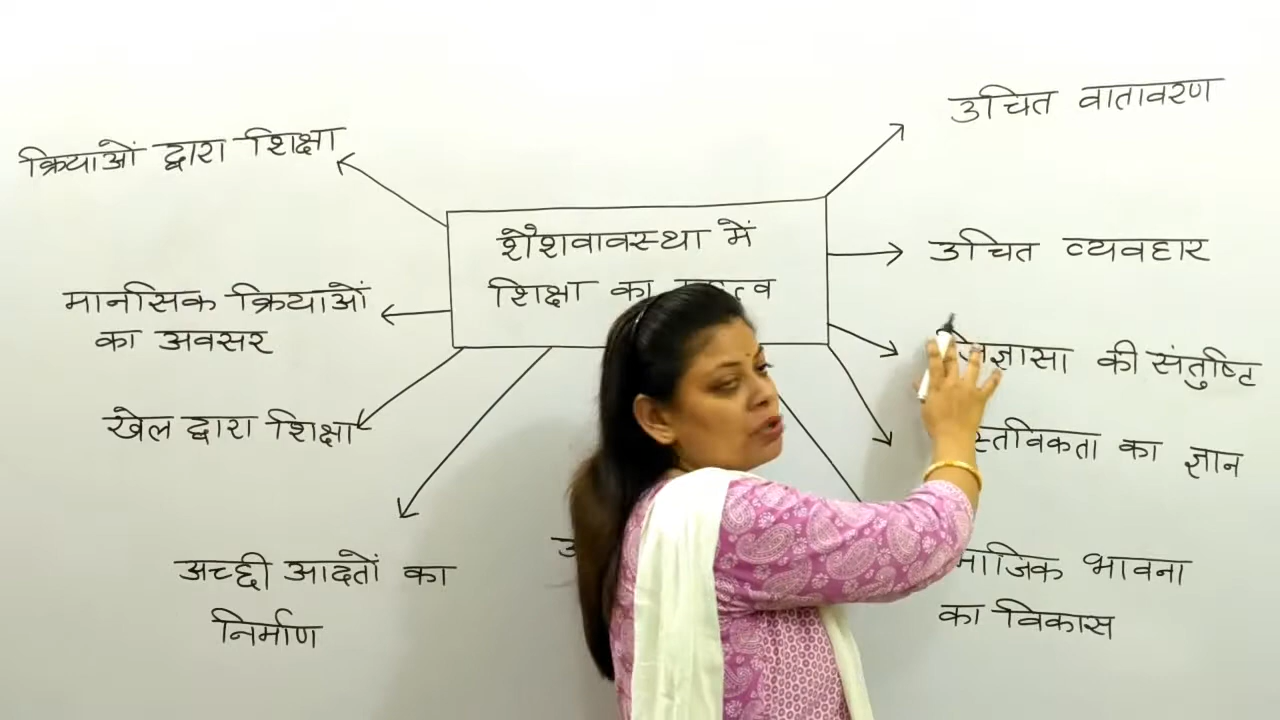 उचित वातावरण
क्रियाओं द्वारा शिक्षा
शैशवावस्था में
शिक्षा का
उचित व्यवहार
मानसिक क्रियाओं
का अवसर
की संतुष्टि
खेल द्वारा शिक्षा
का ज्ञान
अच्छी आदतों का
निर्माण
भावना
का विकास